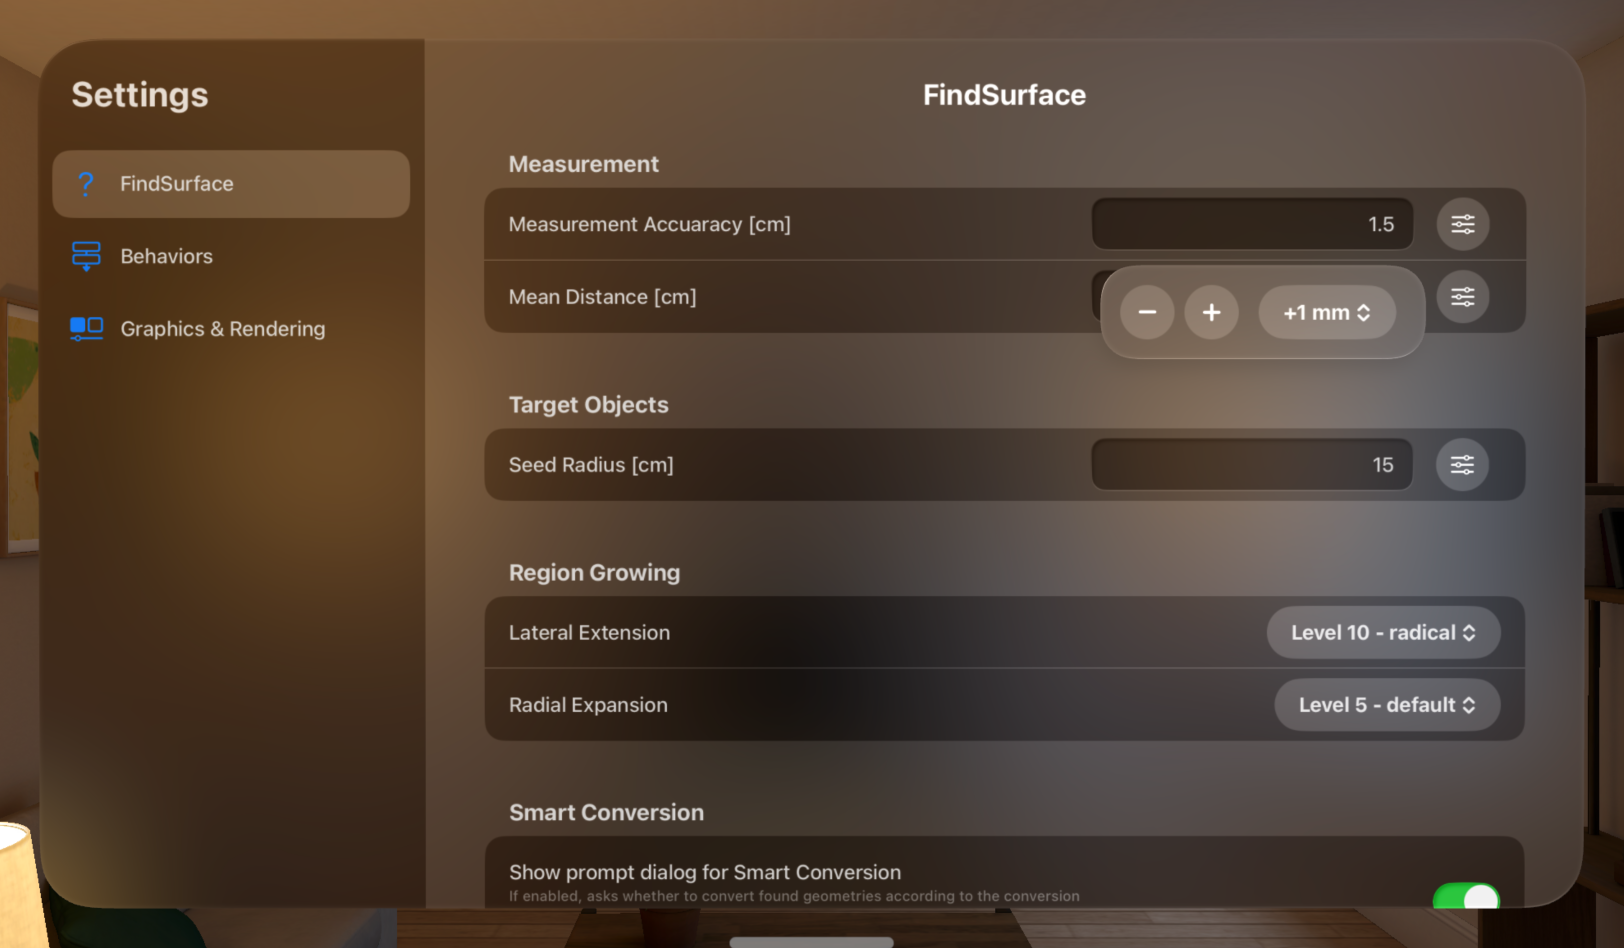 Settings
FindSurface
Behaviors
Graphics & Rendering
FindSurface
Measurement
Measurement Accuaracy [cm]
1.5
Mean Distance [cm]
+1 mm
Target Objects
Seed Radius [cm]
15
Region Growing
Lateral Extension
Level 10 - radical
Radial Expansion
Level 5 - default
Smart Conversion
Show prompt dialog for Smart Conversion
If enabled, asks whether to convert found geometries according to the conversion